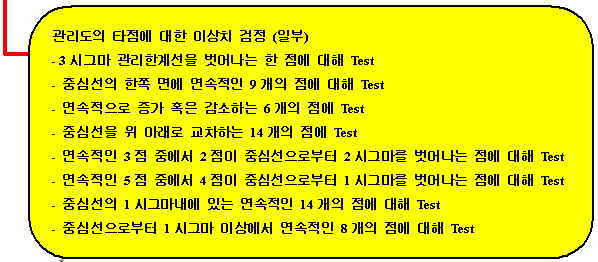 관리도의 타점에 대한 이상치 검정 (일부)
- 3 시그마 관리한계선을 벗어나는 한 점에 대해 Test
- 중심선의 한쪽 면에 연속적인 9 개의 점에 대해 Test
- 연속적으로 증가 혹은 감소하는 6 개의 점에 Test
- 중심선을 위 아래로 교차하는 14 개의 점에 Test
- 연속적인 3 점 중에서 2 점이 중심선으로부터 2 시그마를 벗어나는 점에 대해 Test
- 연속적인 5 점 중에서 4 점이 중심선으로부터 1 시그마를 벗어나는 점에 대해 Test
- 중심선의 1 시그마내에 있는 연속적인 14 개의 점에 대해 Test
- 중심선으로부터 1 시그마 이상에서 연속적인 8 개의 점에 대해 Test